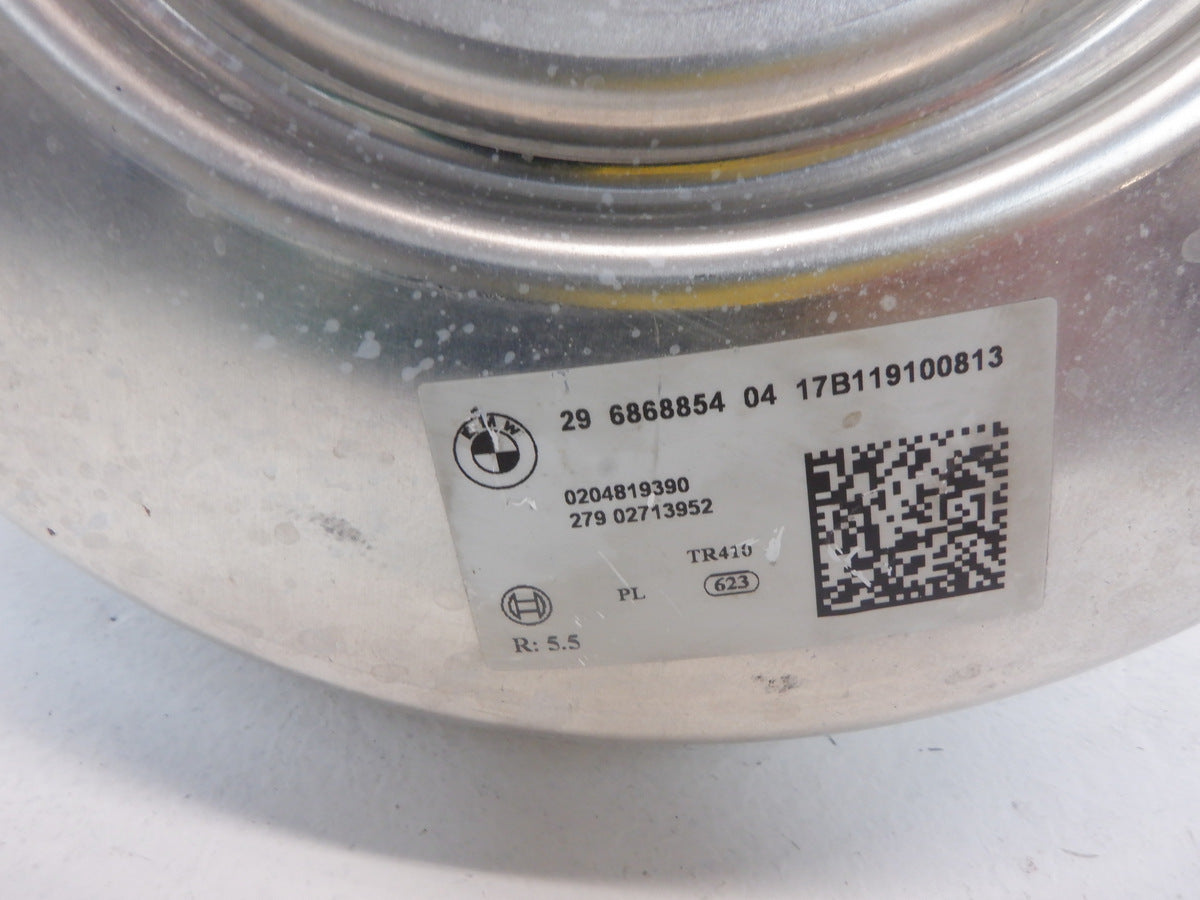 BMW
29 6868854 04 17B119100813
0204819390
279 02713952
TR410
PL 623
R: 5.5